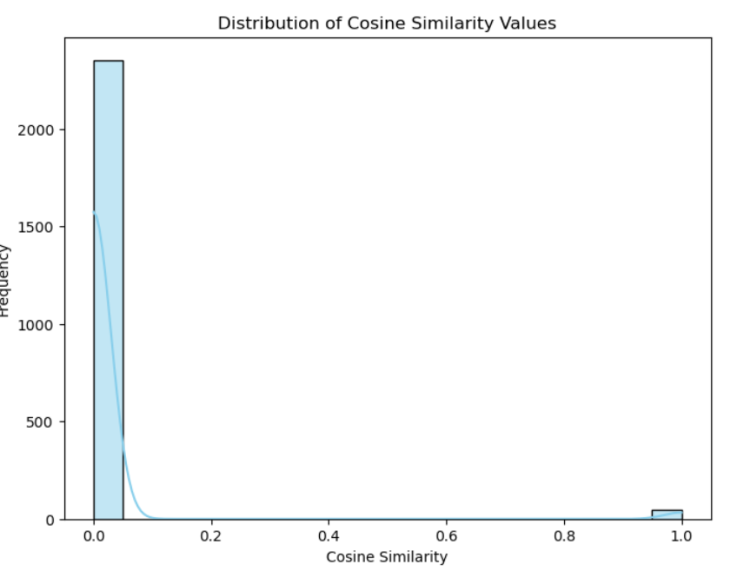 Distribution of Cosine Similarity Values
Frequency
2000
1500
1000
500
0
0.0 0.2 0.4 0.6 0.8 1.0
Cosine Similarity